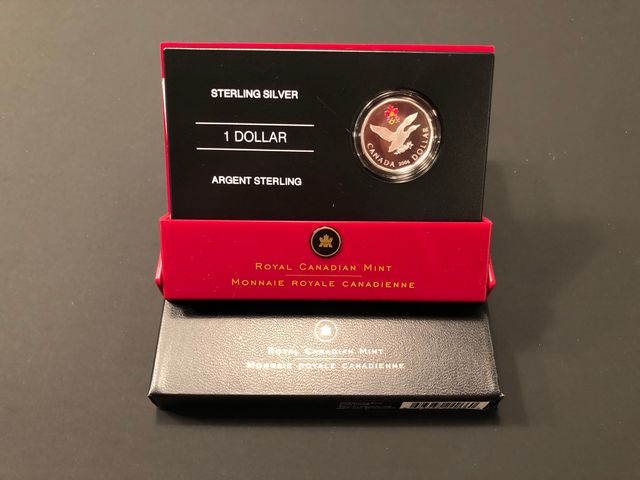 STERLING SILVER
1 DOLLAR
ARGENT STERLING
CANADA 2006 DOLLAR
ROYAL CANADIAN MINT
MONNAIE ROYALE CANADIENNE
ROYAL CANADIAN MINT
MONNAIE ROYALE CANADIENNE